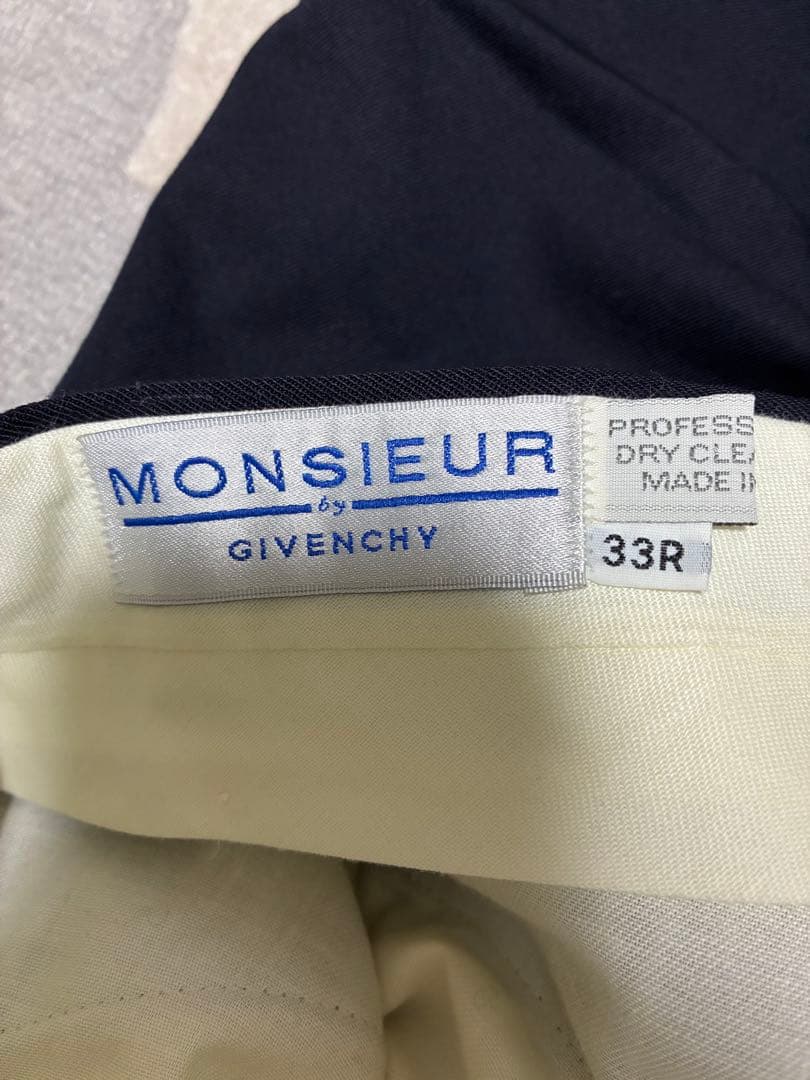 MONSIEUR
by
GIVENCHY
PROFESS
DRY CLEA
MADE IN
33R